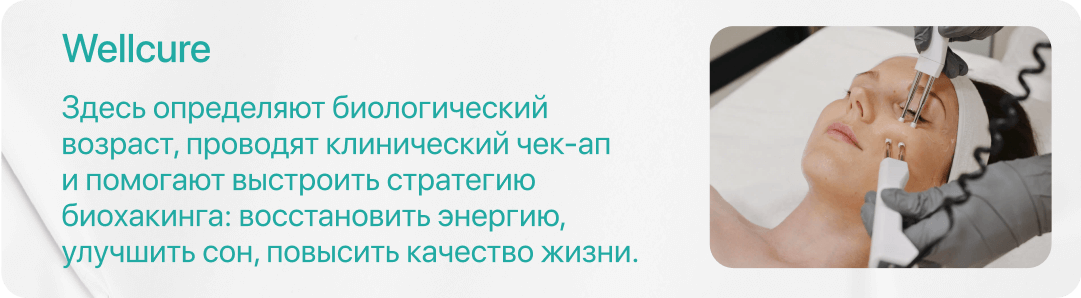 Wellcure
Здесь определяют биологический
возраст, проводят клинический чек-ап
и помогают выстроить стратегию
биохакинга: восстановить энергию,
улучшить сон, повысить качество жизни.